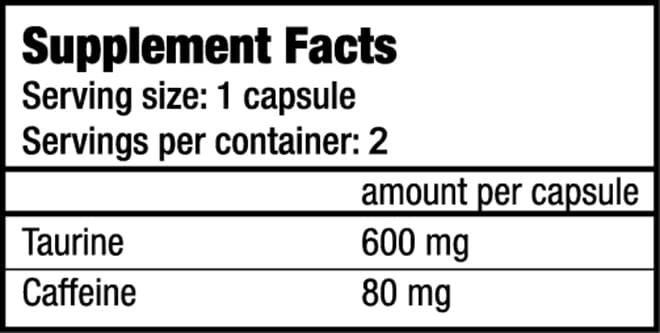 Supplement Facts
Serving size: 1 capsule
Servings per container: 2
amount per capsule
Taurine 600 mg
Caffeine 80 mg